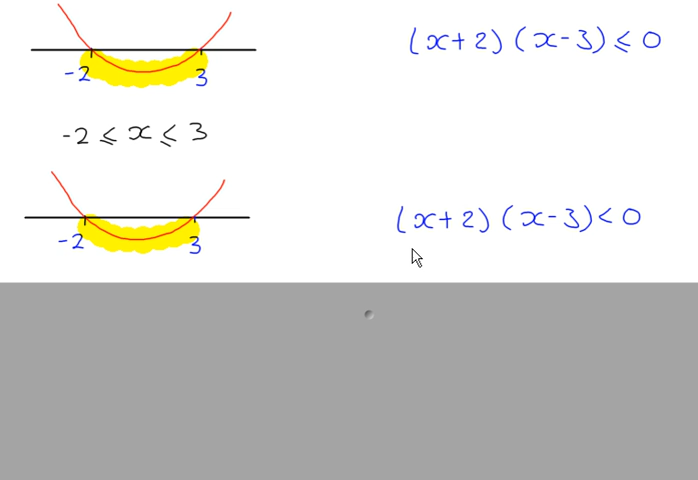 (x+2)(x-3)⩽0
-2 3
-2 ⩽ x ⩽ 3
(x+2)(x-3)<0
-2 3